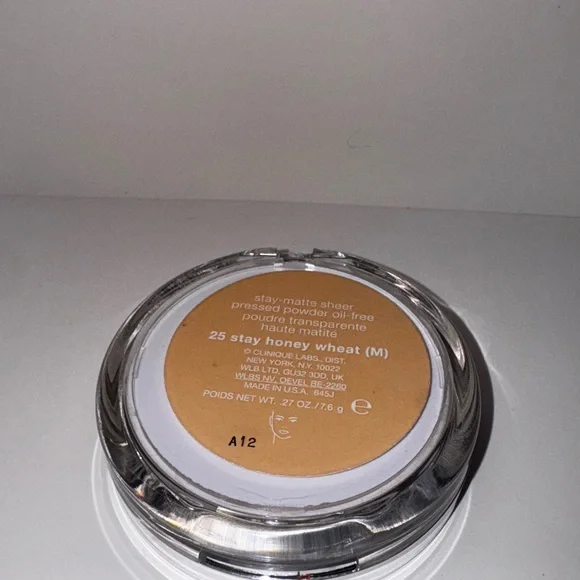 stay-matte sheer
pressed powder oil-free
poudre transparente
haute matité
25 stay honey wheat (M)
© CLINIQUE LABS., DIST.
NEW YORK, N.Y. 10022
WLB LTD, GU32 3DD, UK
WLBS NV, OEVEL BE-2260
MADE IN U.S.A. 645J
POIDS NET WT. .27 OZ./7.6 g ℮
A12